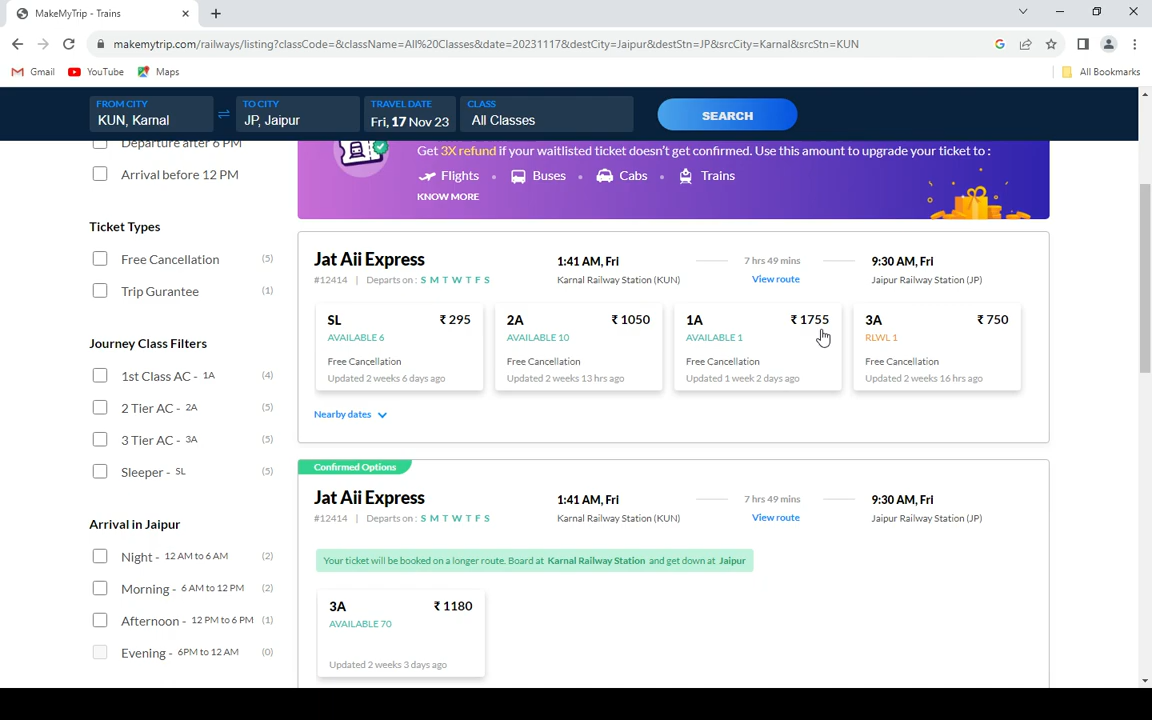 MakeMyTrip - Trains
makemytrip.com/railways/listing?classCode=&className=All%20Classes&date=20231117&destCity=Jaipur&destStn=JP&srcCity=Karnal&srcStn=KUN
Gmail YouTube Maps All Bookmarks
FROM CITY TO CITY TRAVEL DATE CLASS
KUN, Karnal JP, Jaipur Fri, 17 Nov 23 All Classes SEARCH
Departure after 6 PM
Arrival before 12 PM
Ticket Types
Free Cancellation (5)
Trip Gurantee (1)
Journey Class Filters
1st Class AC - 1A (4)
2 Tier AC - 2A (5)
3 Tier AC - 3A (5)
Sleeper - SL (5)
Arrival in Jaipur
Night - 12 AM to 6 AM (2)
Morning - 6 AM to 12 PM (2)
Afternoon - 12 PM to 6 PM (1)
Evening - 6PM to 12 AM (0)
Get 3X refund if your waitlisted ticket doesn't get confirmed. Use this amount to upgrade your ticket to :
Flights • Buses • Cabs • Trains
KNOW MORE
Jat Aii Express 1:41 AM, Fri 7 hrs 49 mins 9:30 AM, Fri
#12414 | Departs on : S M T W T F S Karnal Railway Station (KUN) View route Jaipur Railway Station (JP)
SL ₹ 295 2A ₹ 1050 1A ₹ 1755 3A ₹ 750
AVAILABLE 6 AVAILABLE 10 AVAILABLE 1 RLWL 1
Free Cancellation Free Cancellation Free Cancellation Free Cancellation
Updated 2 weeks 6 days ago Updated 2 weeks 13 hrs ago Updated 1 week 2 days ago Updated 2 weeks 16 hrs ago
Nearby dates
Confirmed Options
Jat Aii Express 1:41 AM, Fri 7 hrs 49 mins 9:30 AM, Fri
#12414 | Departs on : S M T W T F S Karnal Railway Station (KUN) View route Jaipur Railway Station (JP)
Your ticket will be booked on a longer route. Board at Karnal Railway Station and get down at Jaipur
3A ₹ 1180
AVAILABLE 70
Updated 2 weeks 3 days ago